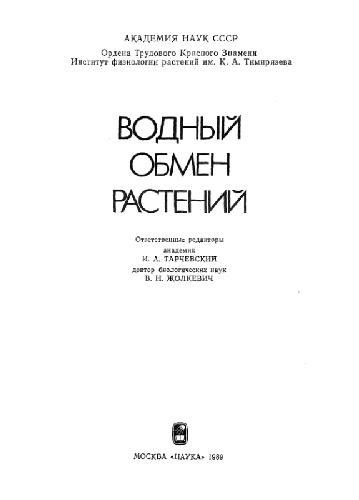 АКАДЕМИЯ НАУК СССР
Ордена Трудового Красного Знамени
Институт физиологии растений им. К. А. Тимирязева
ВОДНЫЙ
ОБМЕН
РАСТЕНИЙ
Ответственные редакторы
академик
И. А. ТАРЧЕВСКИЙ
доктор биологических наук
В. Н. ЖОЛКЕВИЧ
МОСКВА «НАУКА» 1989